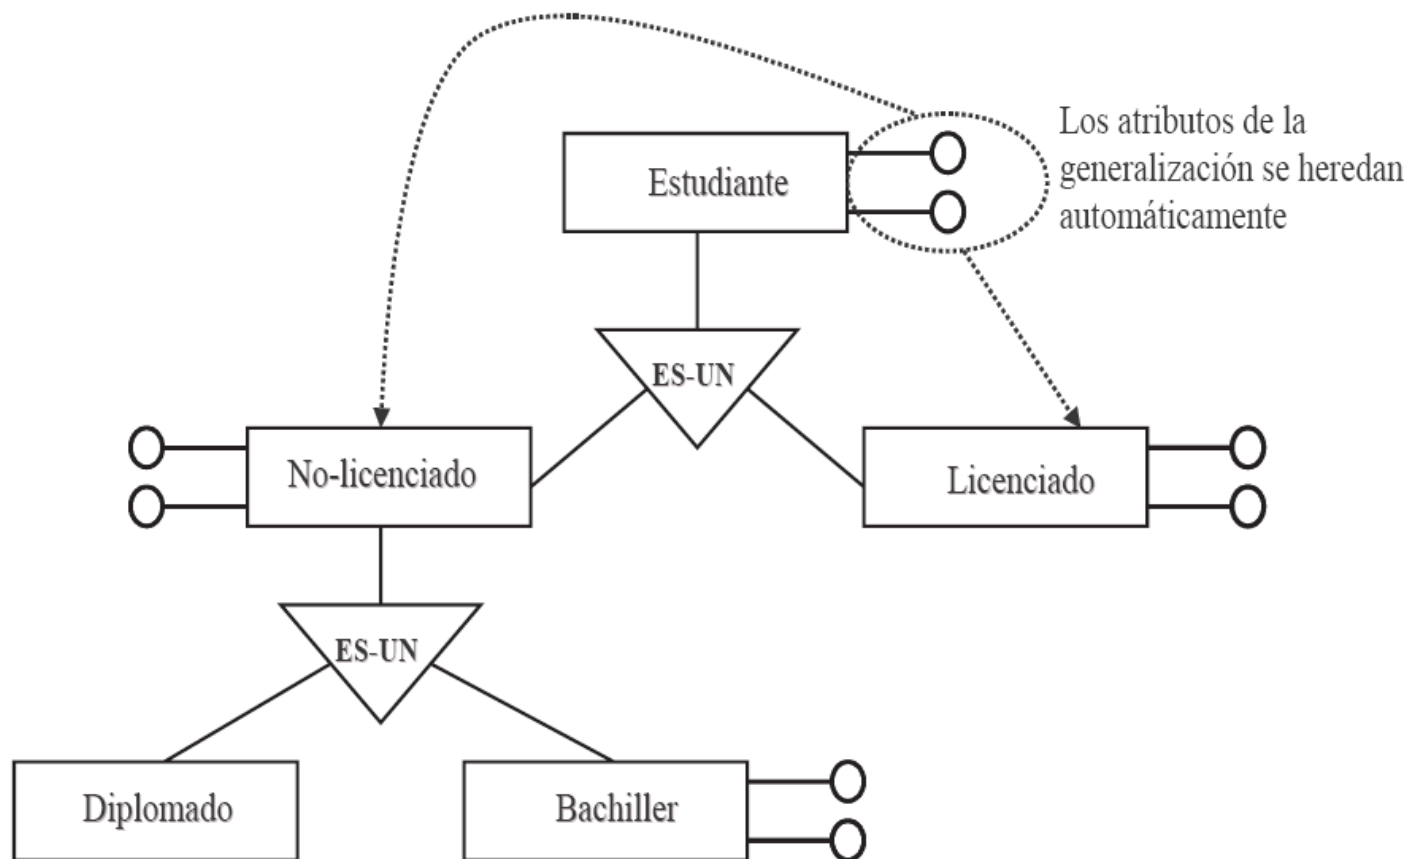 Los atributos de la
generalización se heredan
automáticamente
Estudiante
ES-UN
No-licenciado
Licenciado
ES-UN
Diplomado
Bachiller